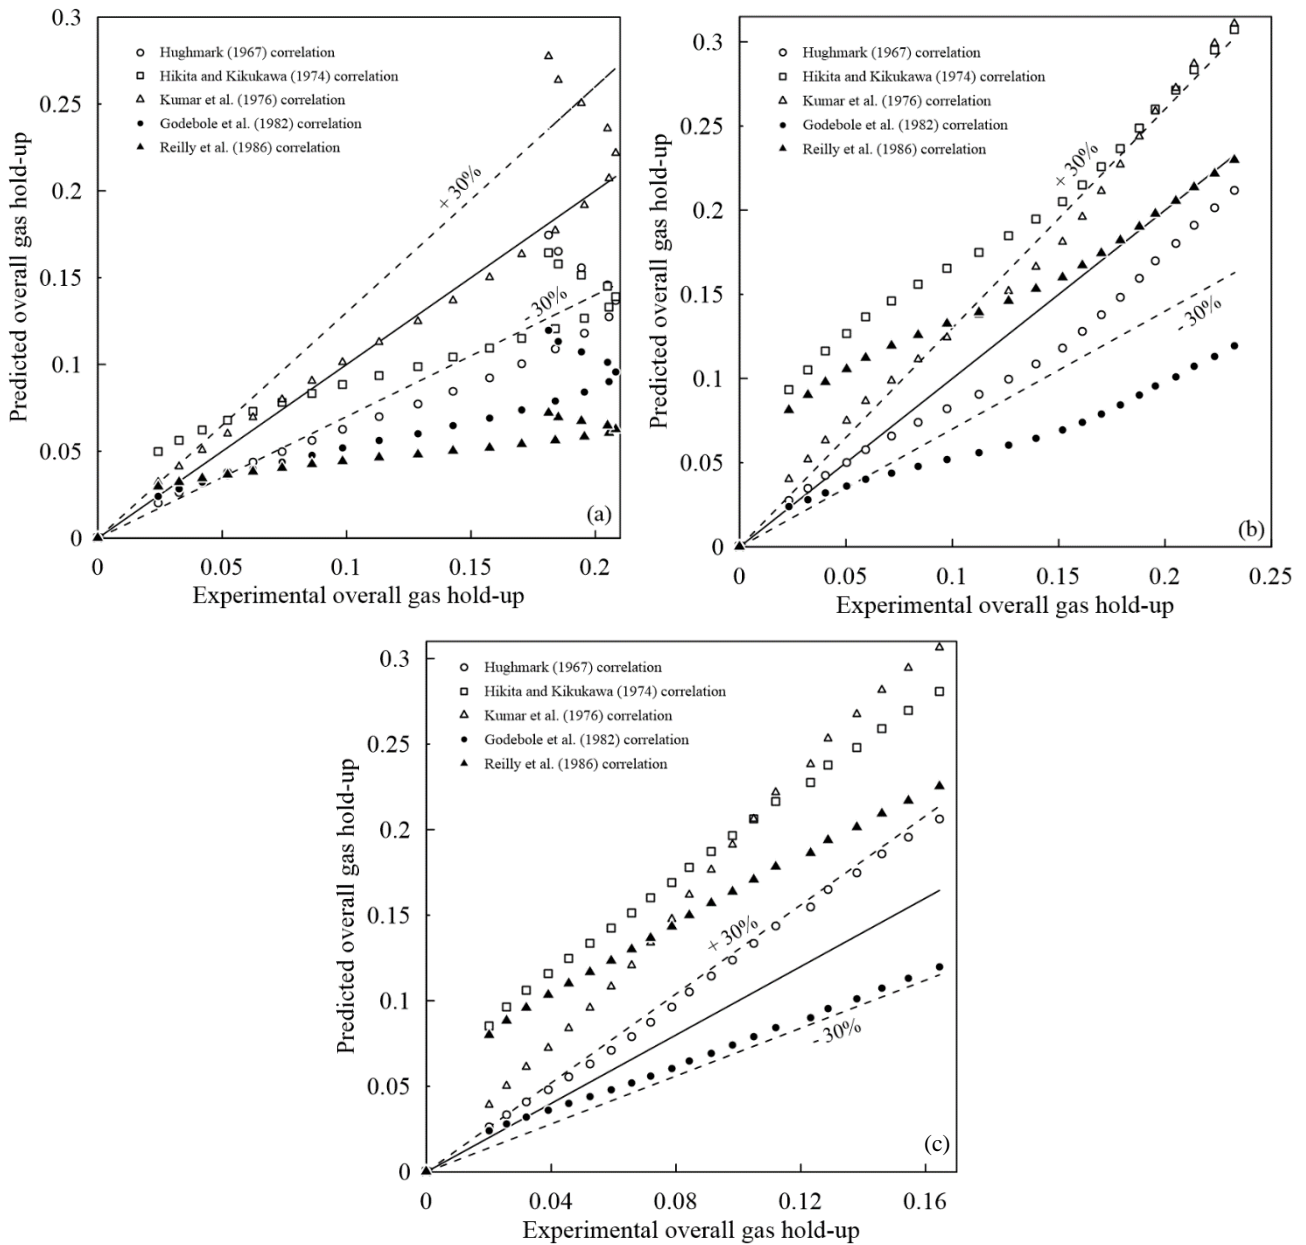 0.3
Hughmark (1967) correlation
Hikita and Kikukawa (1974) correlation
Kumar et al. (1976) correlation
Godebole et al. (1982) correlation
Reilly et al. (1986) correlation
0.25
0.2
0.15
0.1
0.05
0
+ 30%
- 30%
(a)
0
0.05
0.1
0.15
0.2
Predicted overall gas hold-up
Experimental overall gas hold-up
0.3
Hughmark (1967) correlation
Hikita and Kikukawa (1974) correlation
Kumar et al. (1976) correlation
Godebole et al. (1982) correlation
Reilly et al. (1986) correlation
0.25
0.2
0.15
0.1
0.05
0
+ 30%
- 30%
(b)
0
0.05
0.1
0.15
0.2
0.25
Predicted overall gas hold-up
Experimental overall gas hold-up
0.3
Hughmark (1967) correlation
Hikita and Kikukawa (1974) correlation
Kumar et al. (1976) correlation
Godebole et al. (1982) correlation
Reilly et al. (1986) correlation
0.25
0.2
0.15
0.1
0.05
0
+ 30%
- 30%
(c)
0
0.04
0.08
0.12
0.16
Predicted overall gas hold-up
Experimental overall gas hold-up